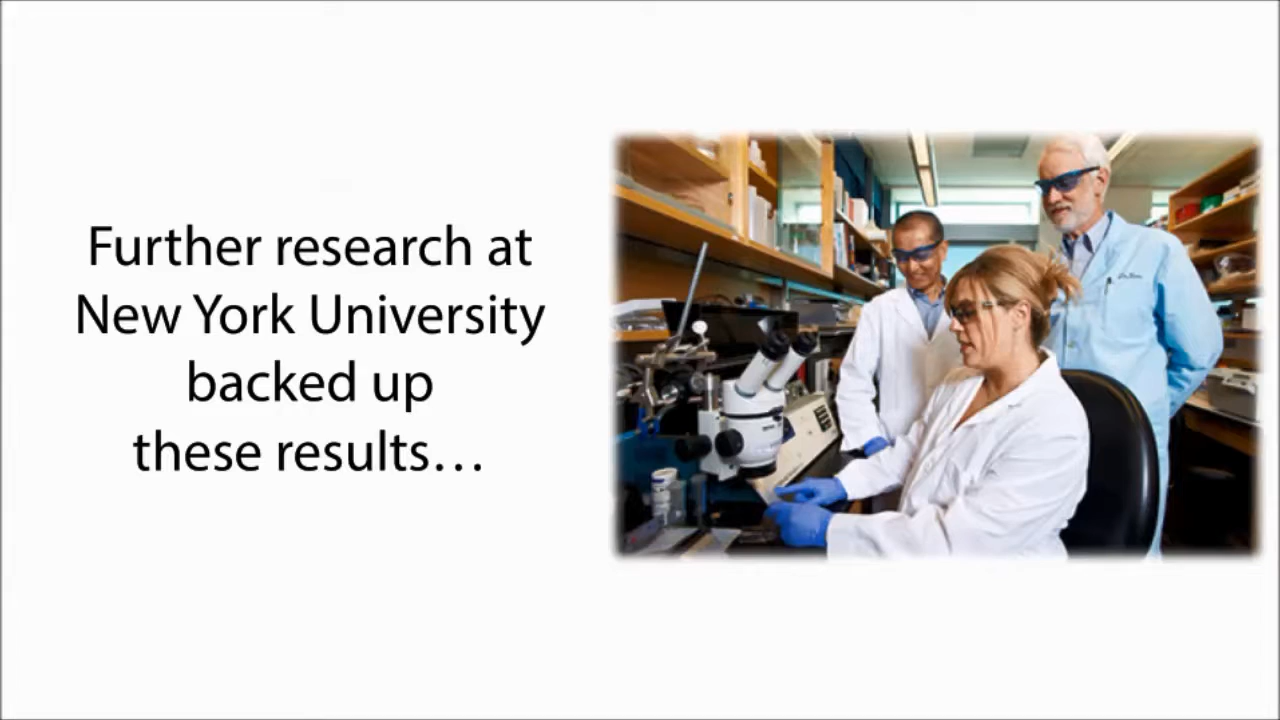 Further research at
New York University
backed up
these results…